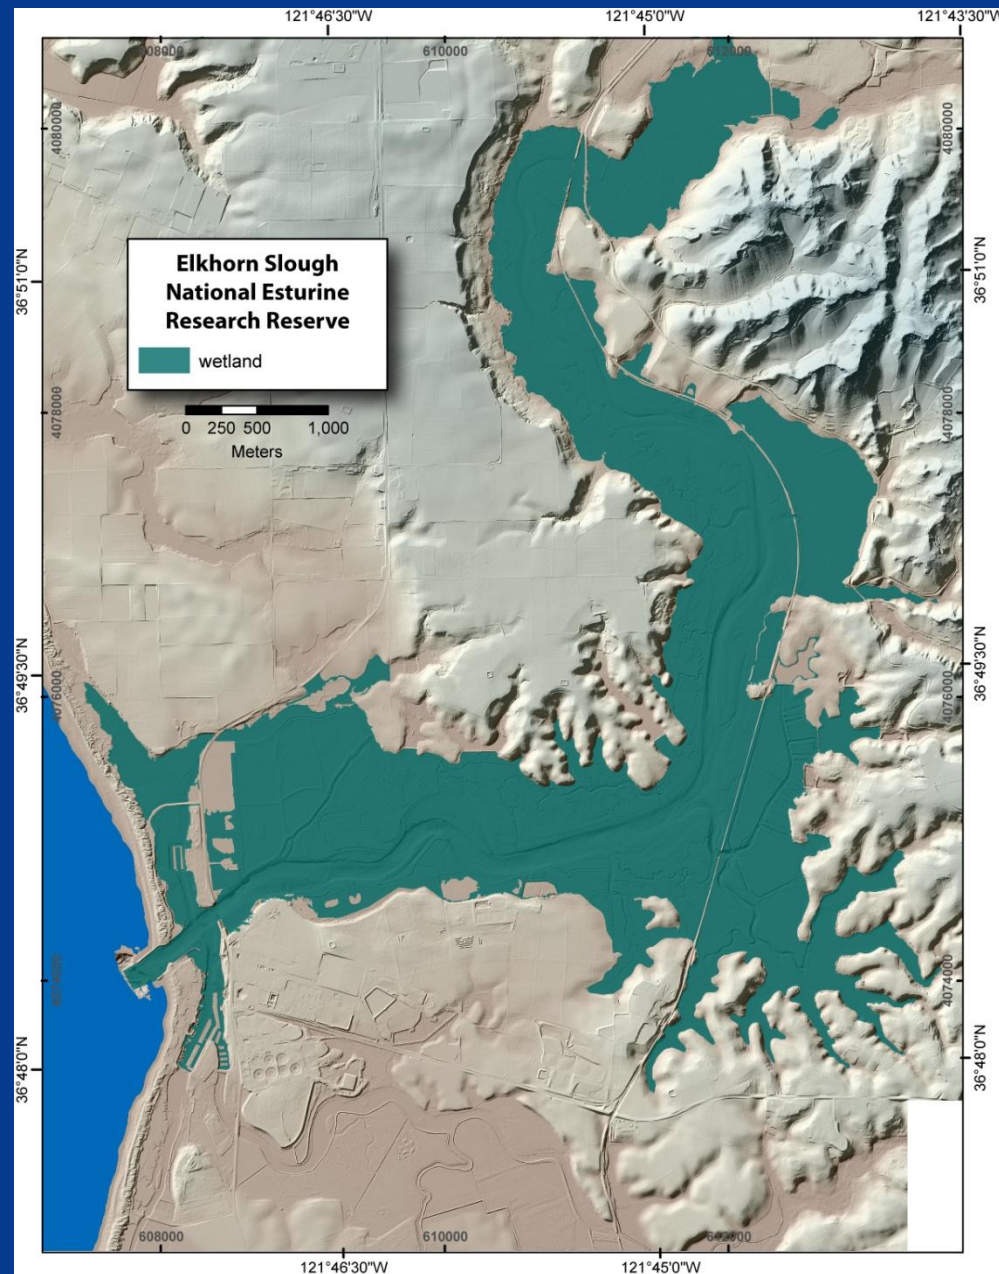 121°46'30"W
121°45'0"W
121°43'30"W
608000
610000
612000
4080000
4080000
36°51'0"N
36°51'0"N
Elkhorn Slough
National Esturine
Research Reserve
wetland
0 250 500 1,000
Meters
4078000
4078000
36°49'30"N
36°49'30"N
4076000
4076000
4074000
4074000
36°48'0"N
36°48'0"N
608000
610000
612000
121°46'30"W
121°45'0"W